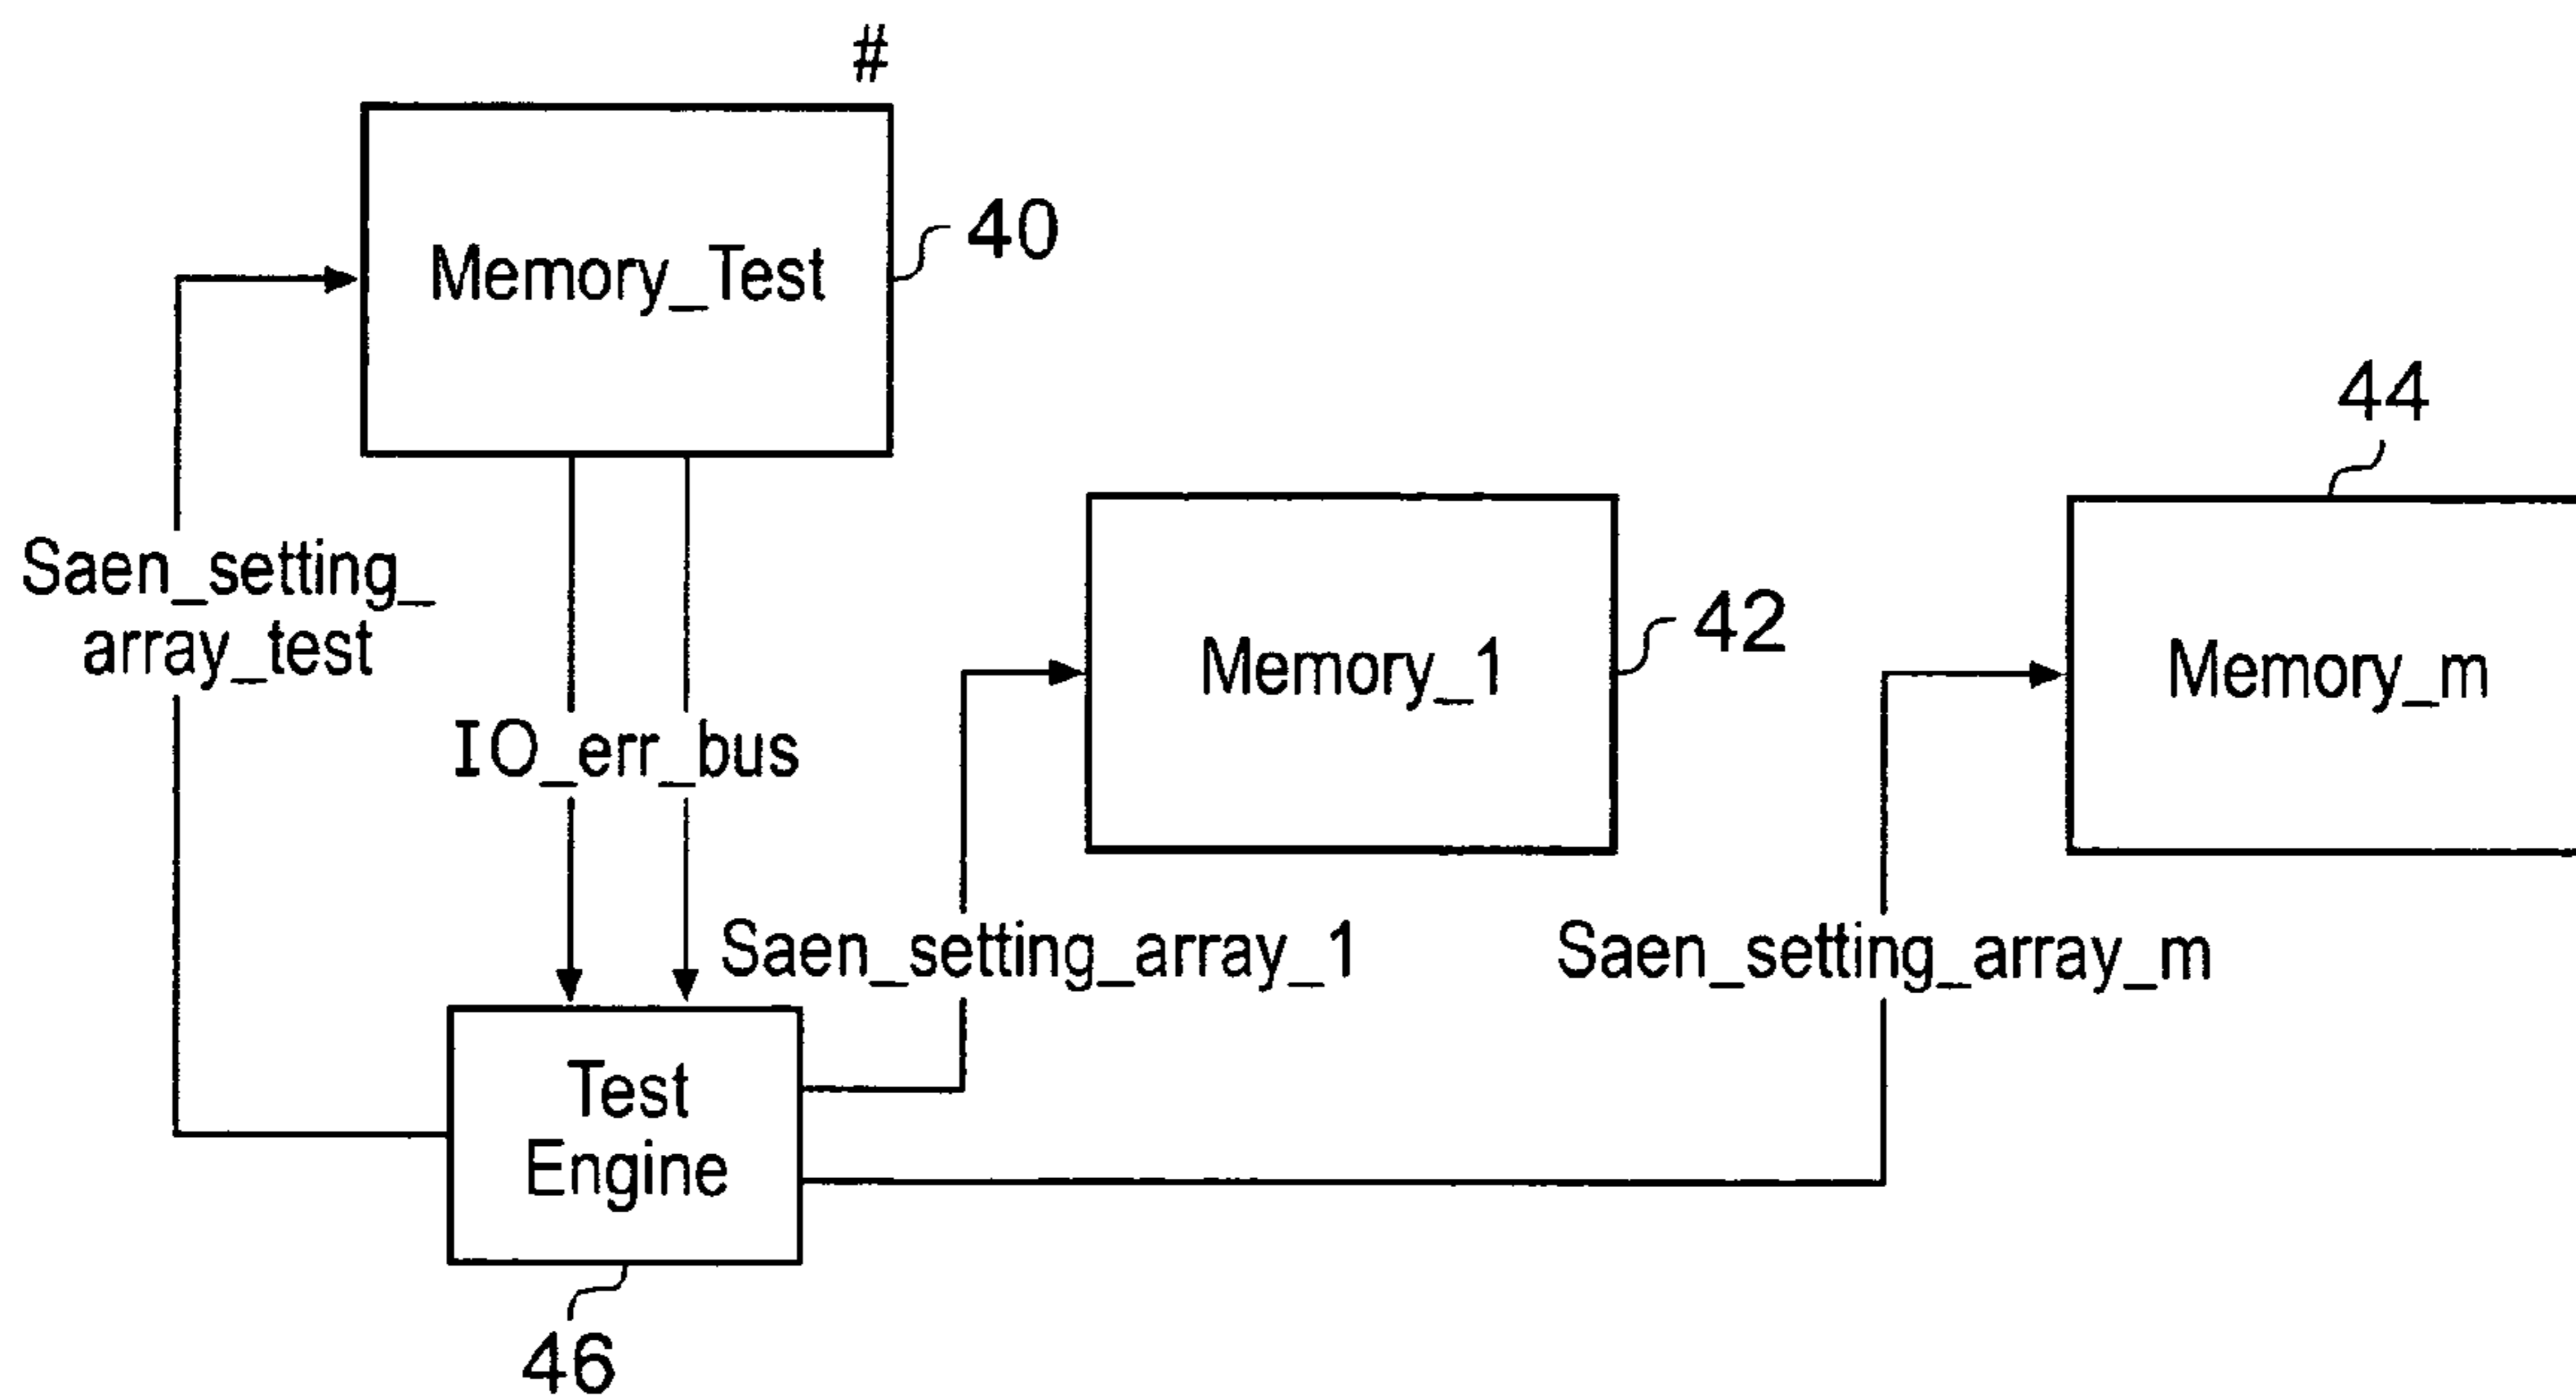 #
40
Memory_Test
44
Saen_setting_
array_test
42
Memory_1
Memory_m
IO_err_bus
Saen_setting_array_1
Saen_setting_array_m
Test
Engine
46